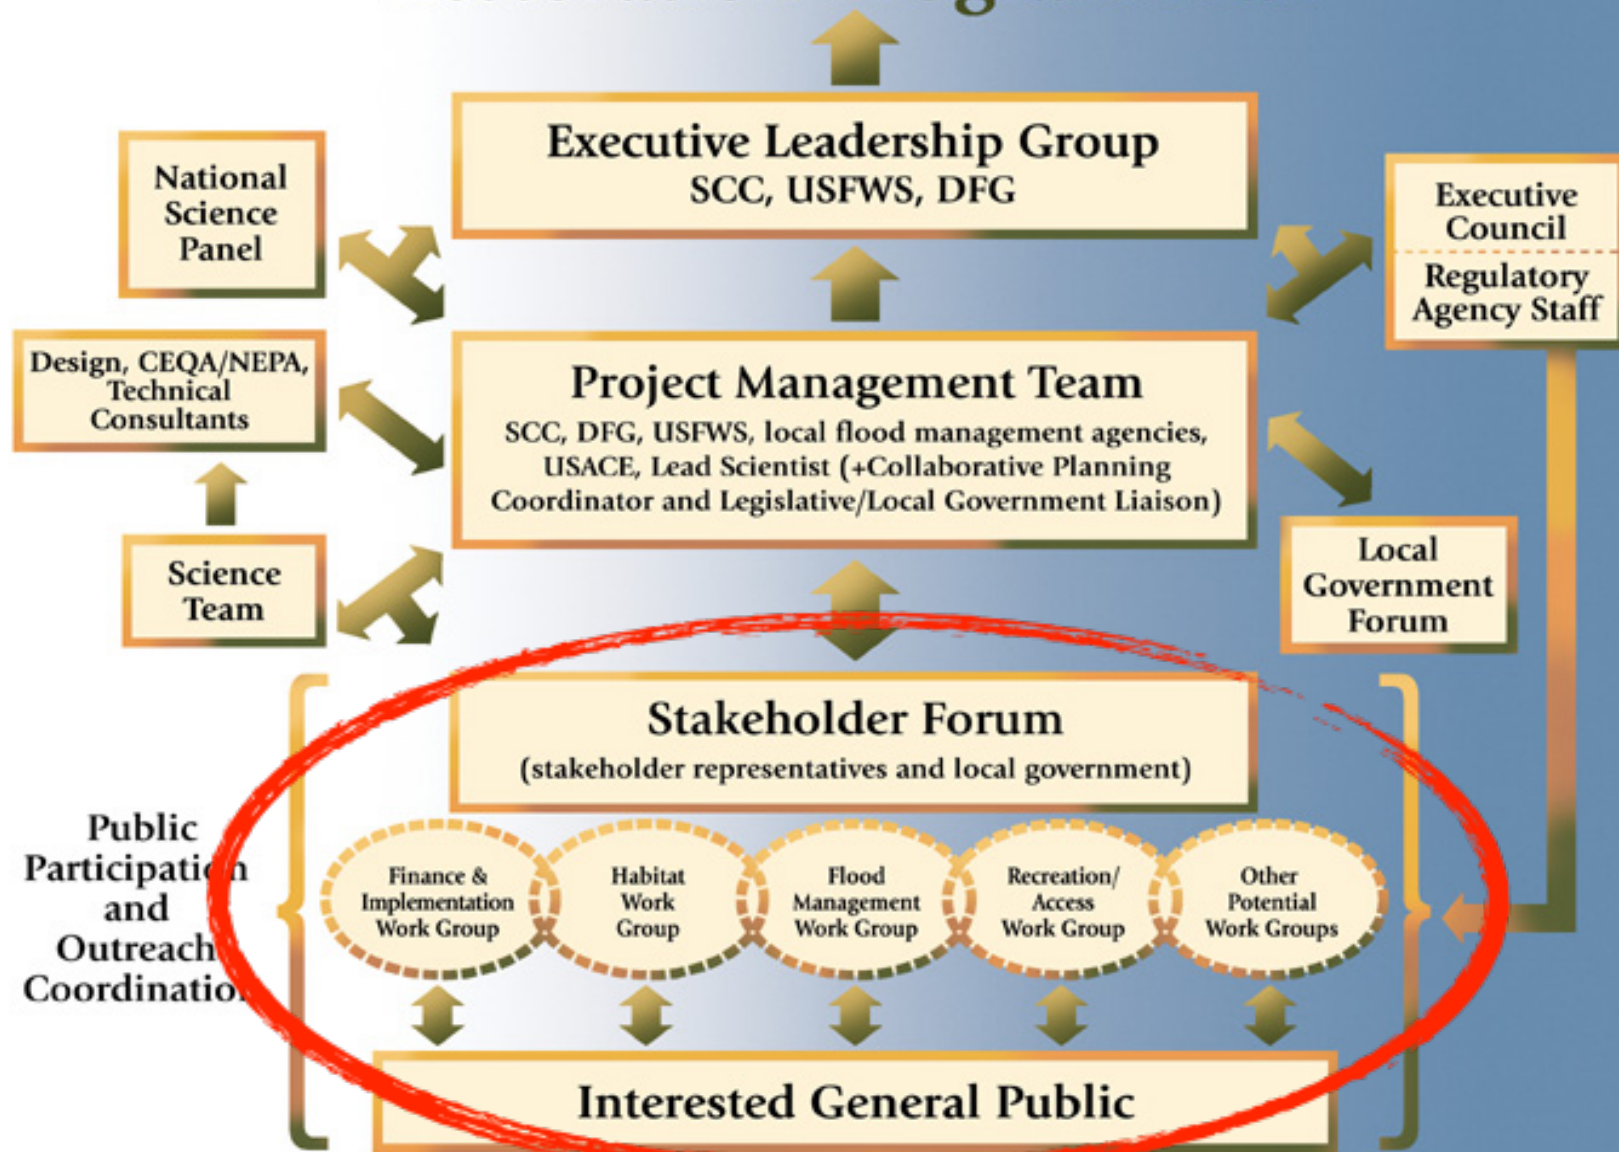 Executive Leadership Group
SCC, USFWS, DFG
National
Science
Panel
Executive
Council
Regulatory
Agency Staff
Design, CEQA/NEPA,
Technical
Consultants
Project Management Team
SCC, DFG, USFWS, local flood management agencies,
USACE, Lead Scientist (+Collaborative Planning
Coordinator and Legislative/Local Government Liaison)
Science
Team
Local
Government
Forum
Stakeholder Forum
(stakeholder representatives and local government)
Public
Participation
and
Outreach
Coordination
Finance &
Implementation
Work Group
Habitat
Work
Group
Flood
Management
Work Group
Recreation/
Access
Work Group
Other
Potential
Work Groups
Interested General Public